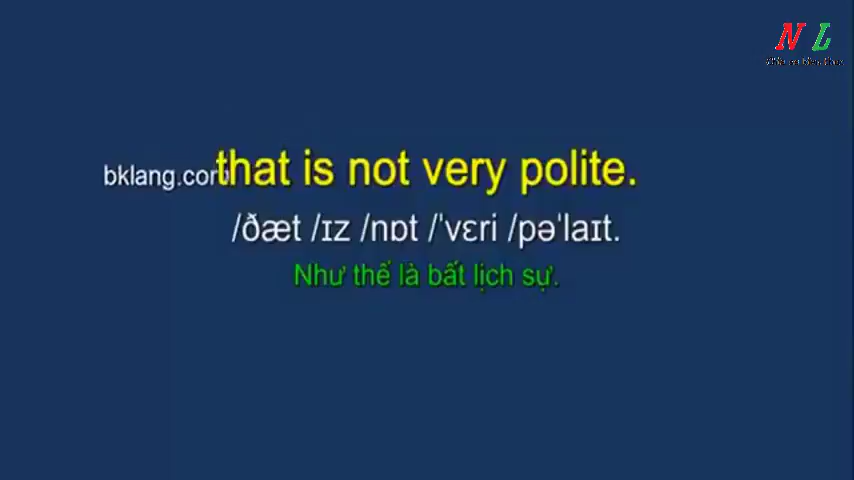 N L
bklang.com
that is not very polite.
/ðæt /ɪz /nɒt /ˈvɛri /pəˈlaɪt.
Như thế là bất lịch sự.